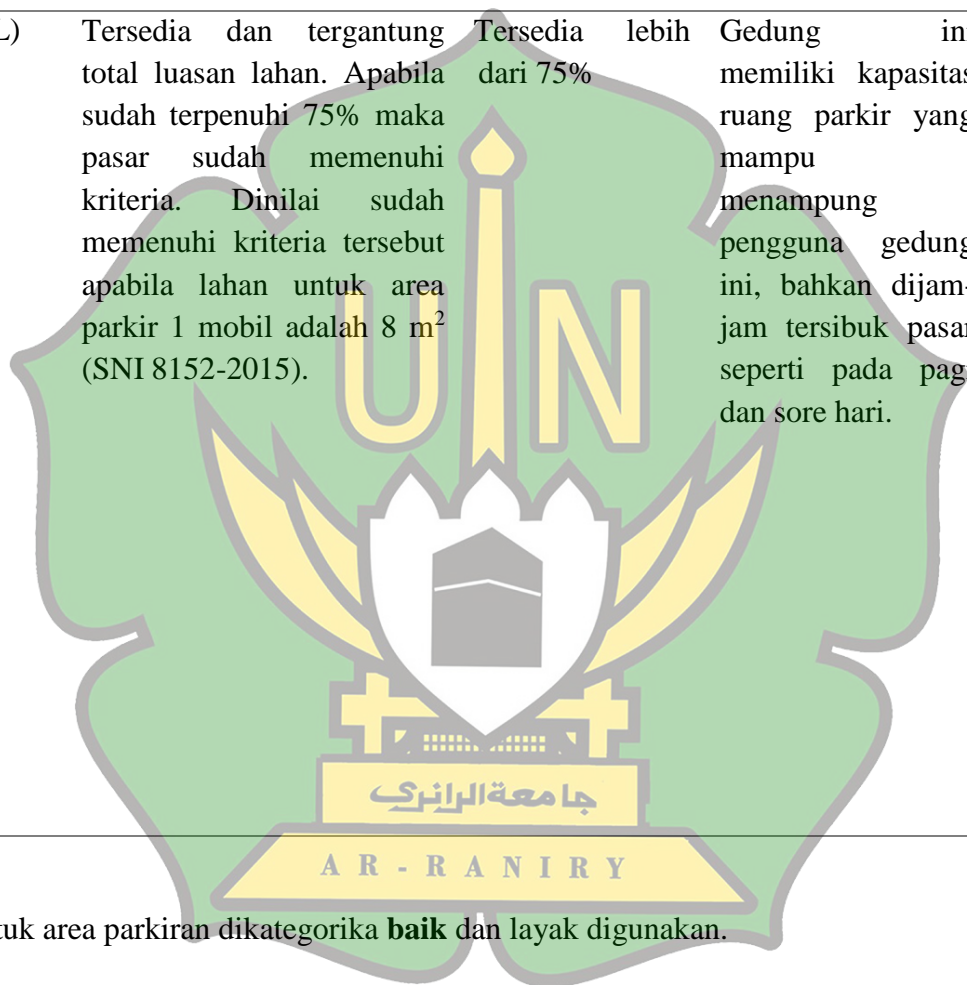 L)
Tersedia dan tergantung
total luasan lahan. Apabila
sudah terpenuhi 75% maka
pasar sudah memenuhi
kriteria. Dinilai sudah
memenuhi kriteria tersebut
apabila lahan untuk area
parkir 1 mobil adalah 8 m²
(SNI 8152-2015).
Tersedia lebih
dari 75%
Gedung ini
memiliki kapasitas
ruang parkir yang
mampu
menampung
pengguna gedung
ini, bahkan dijam-
jam tersibuk pasar
seperti pada pagi
dan sore hari.
UIN
جامعة الرانري
AR-RANIRY
tuk area parkiran dikategorika baik dan layak digunakan.